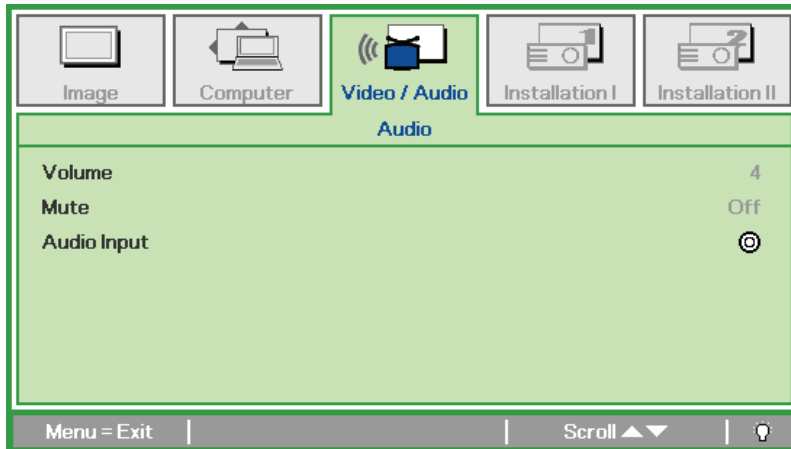 Image Computer Video / Audio Installation I Installation II
Audio
Volume 4
Mute Off
Audio Input
Menu = Exit Scroll ▲▼